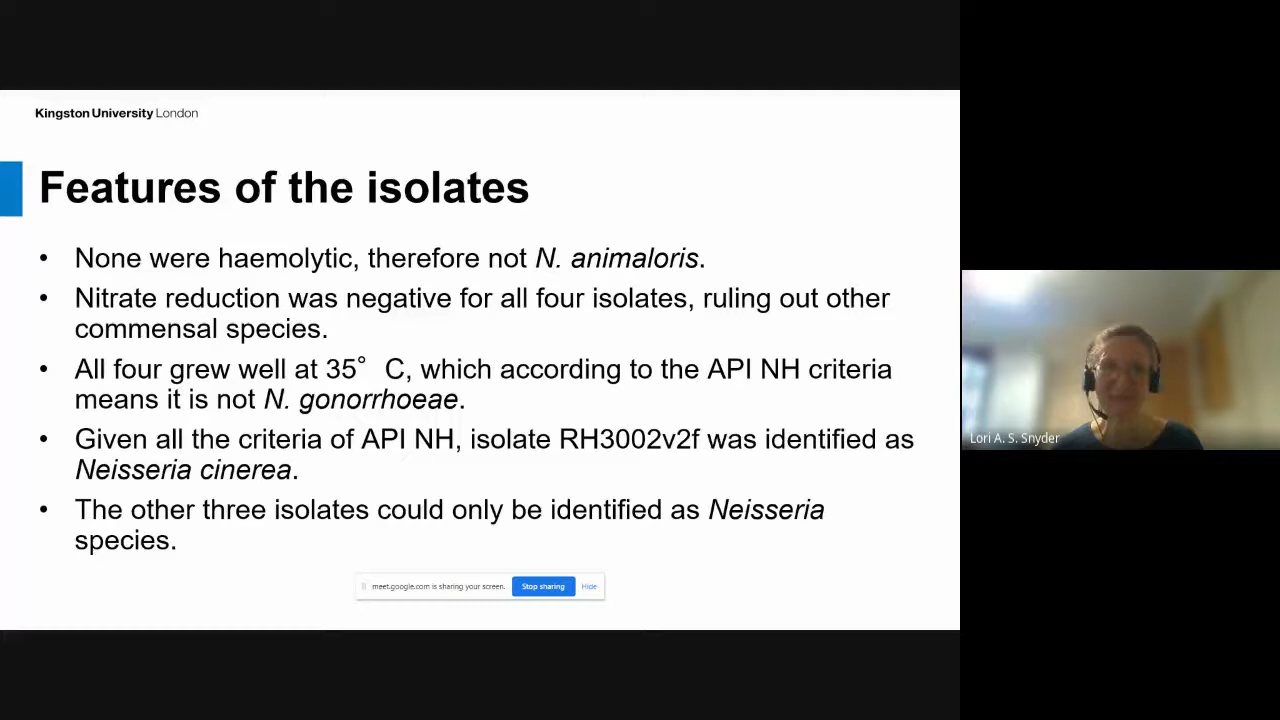 Kingston University London
Features of the isolates
• None were haemolytic, therefore not N. animaloris.
• Nitrate reduction was negative for all four isolates, ruling out other
commensal species.
• All four grew well at 35° C, which according to the API NH criteria
means it is not N. gonorrhoeae.
• Given all the criteria of API NH, isolate RH3002v2f was identified as
Neisseria cinerea.
• The other three isolates could only be identified as Neisseria
species.
meet.google.com is sharing your screen. Stop sharing Hide
Lori A. S. Snyder